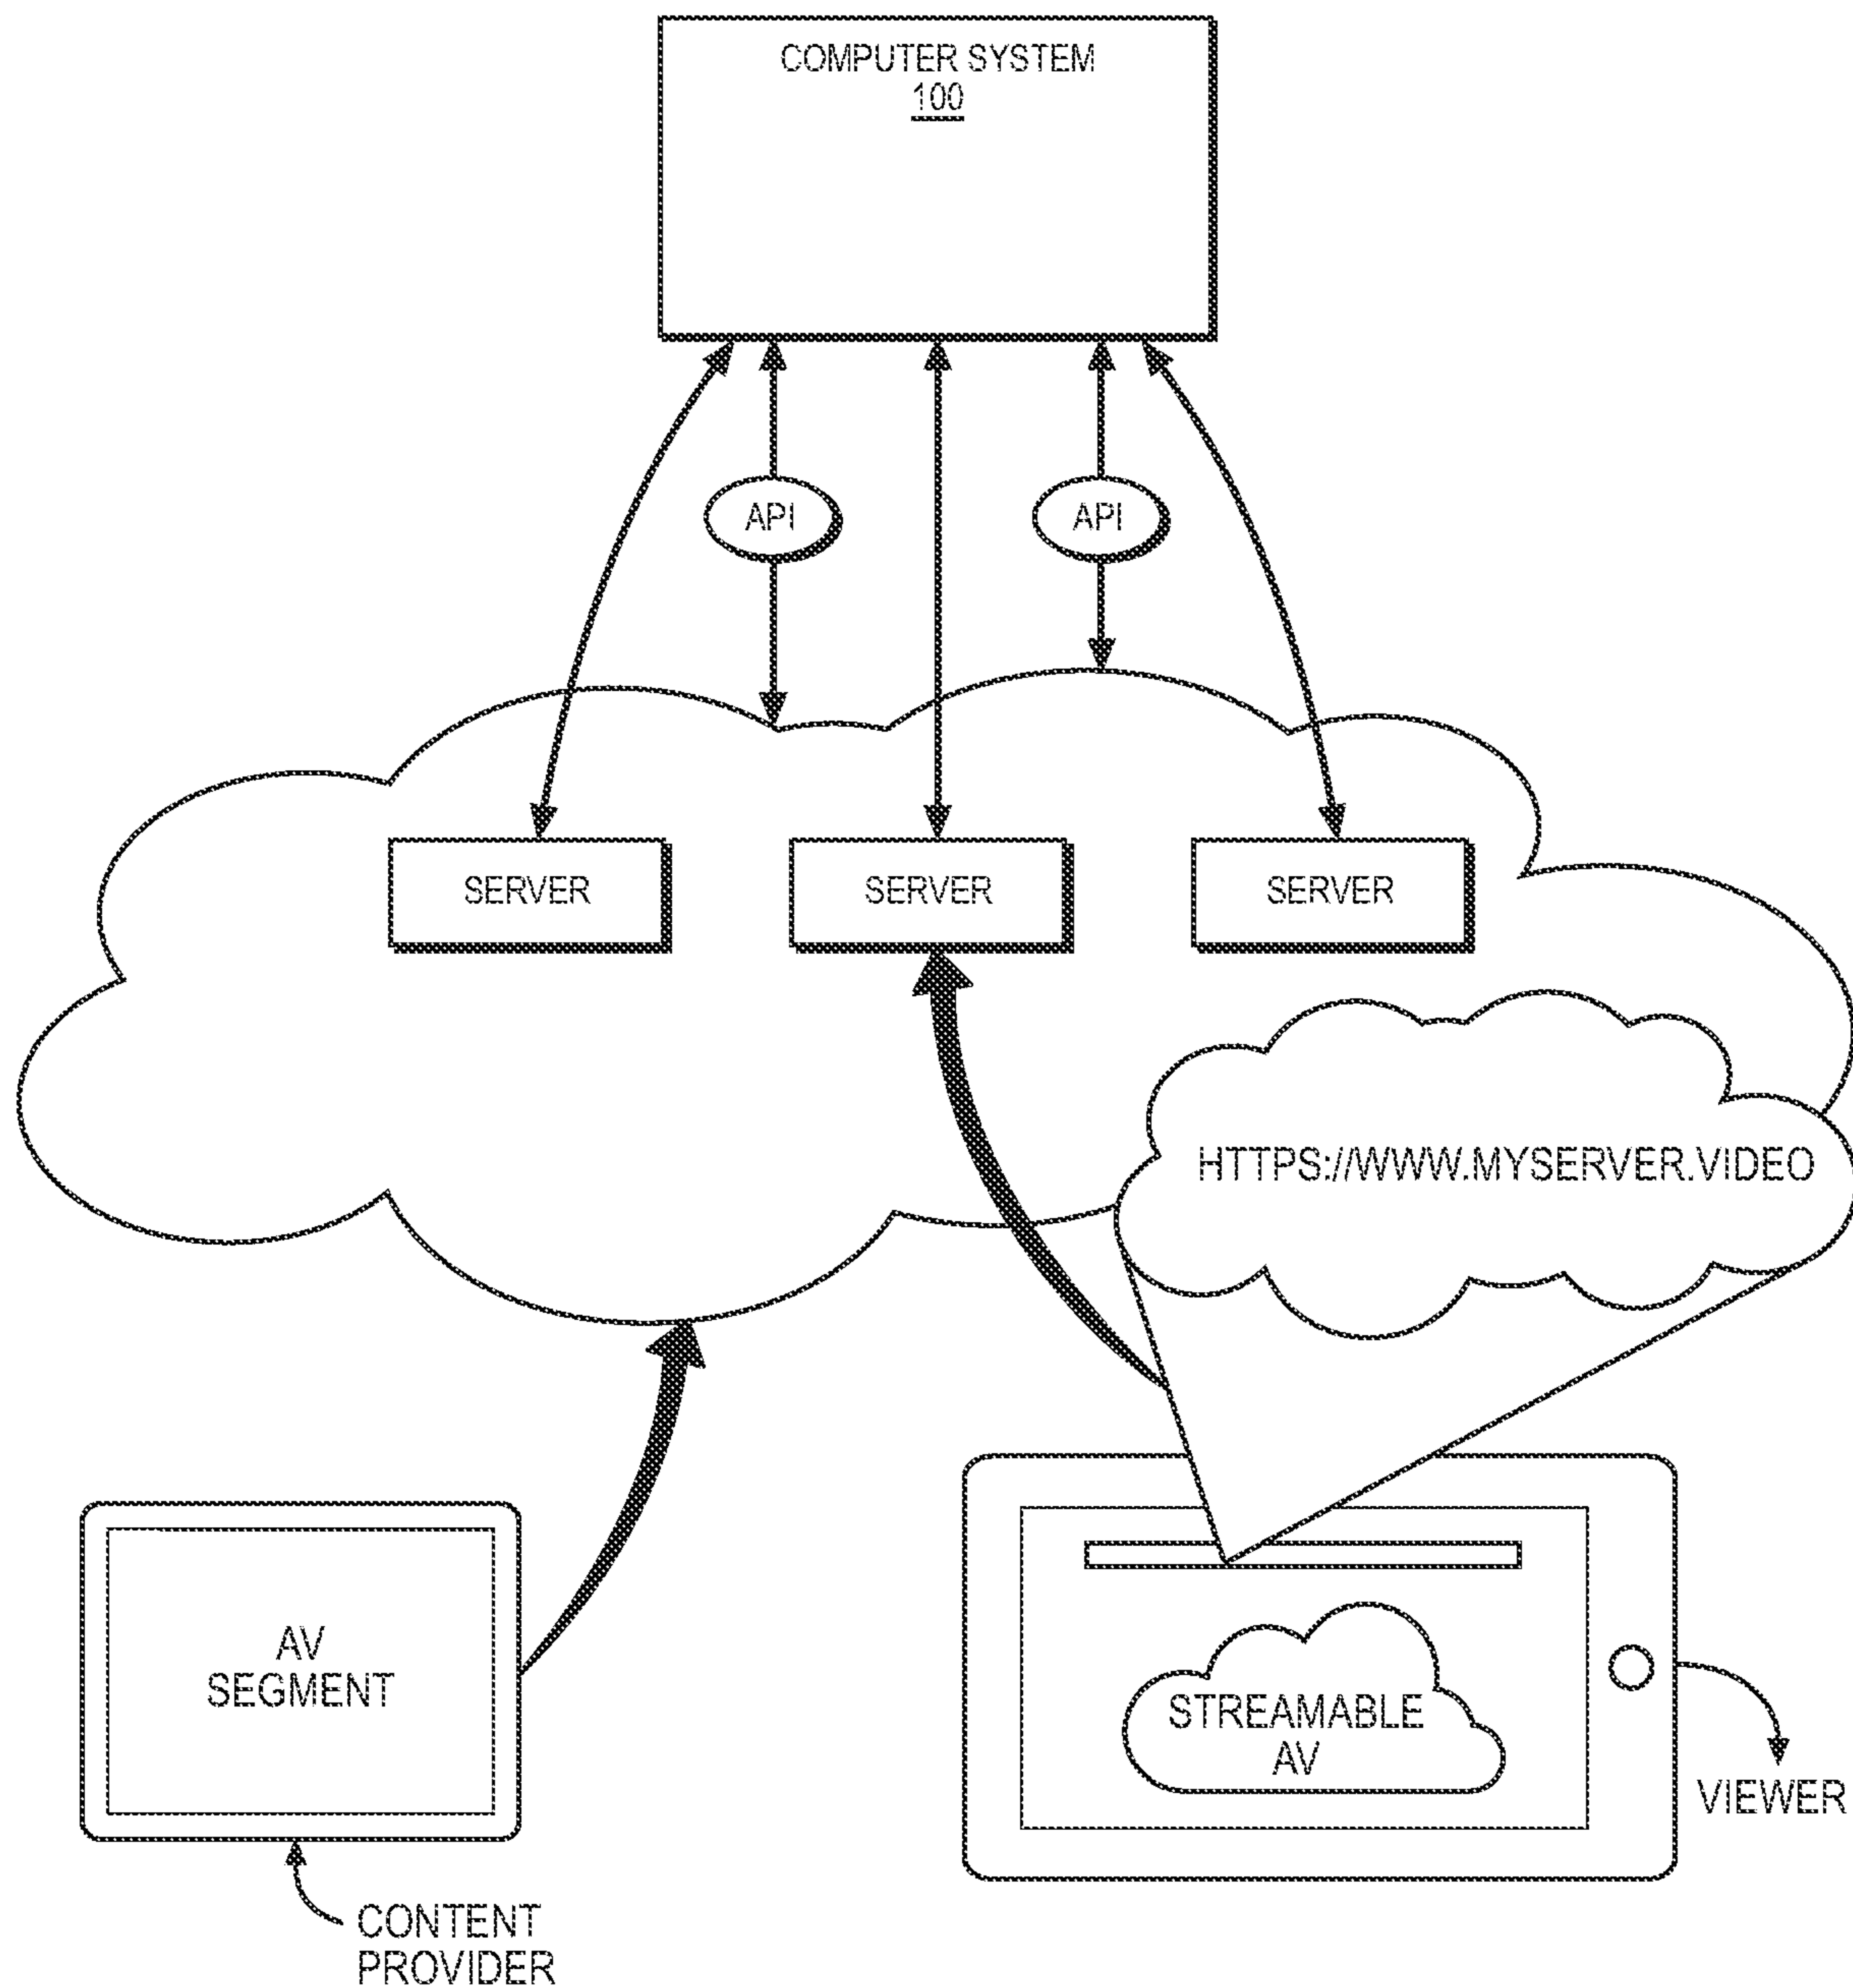 COMPUTER SYSTEM
100
API
API
SERVER
SERVER
SERVER
HTTPS://WWW.MYSERVER.VIDEO
AV
SEGMENT
STREAMABLE
AV
VIEWER
CONTENT
PROVIDER